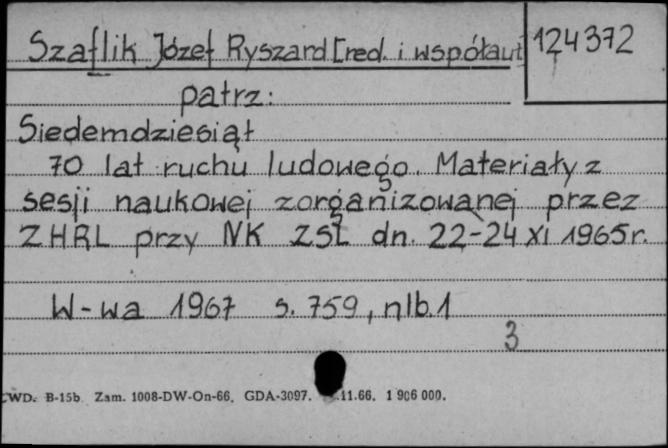 Szaflik Józef Ryszard [red. i współaut
124372
patrz:
Siedemdziesiąt
70 lat ruchu ludowego. Materiały z
sesji naukowej zorganizowanej przez
ZHRL przy NK ZSL dn. 22-24 XI 1965 r.
W-wa 1967 s. 759, nlb. 1
3
CWD. B-15b. Zam. 1008-DW-On-66. GDA-3097. .11.66. 1 906 000.